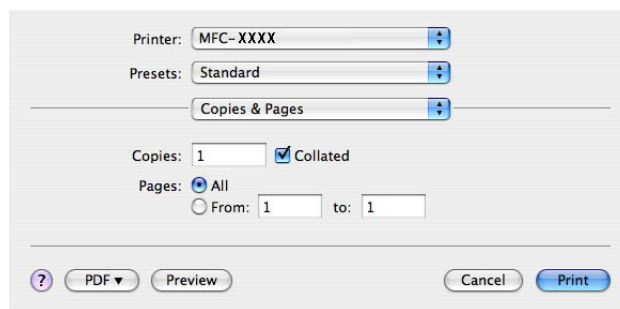 Printer: MFC-XXXX
Presets: Standard
Copies & Pages
Copies: 1 Collated
Pages: All
From: 1 to: 1
? PDF▼ Preview Cancel Print